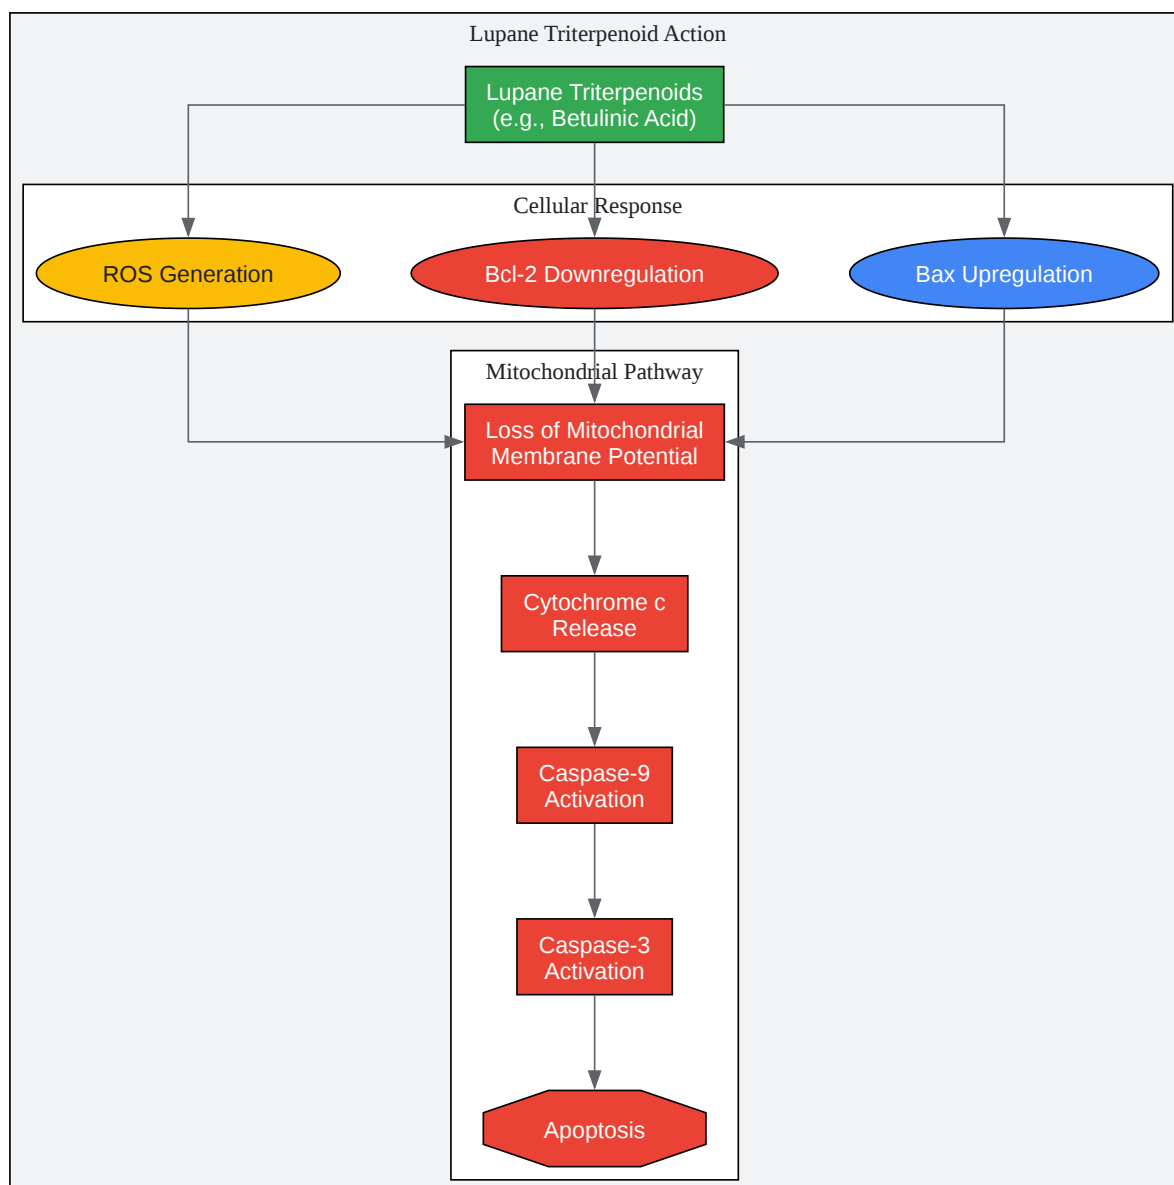 Lupane Triterpenoid Action
Lupane Triterpenoids
(e.g., Betulinic Acid)
Cellular Response
ROS Generation
Bcl-2 Downregulation
Bax Upregulation
Mitochondrial Pathway
Loss of Mitochondrial
Membrane Potential
Cytochrome c
Release
Caspase-9
Activation
Caspase-3
Activation
Apoptosis